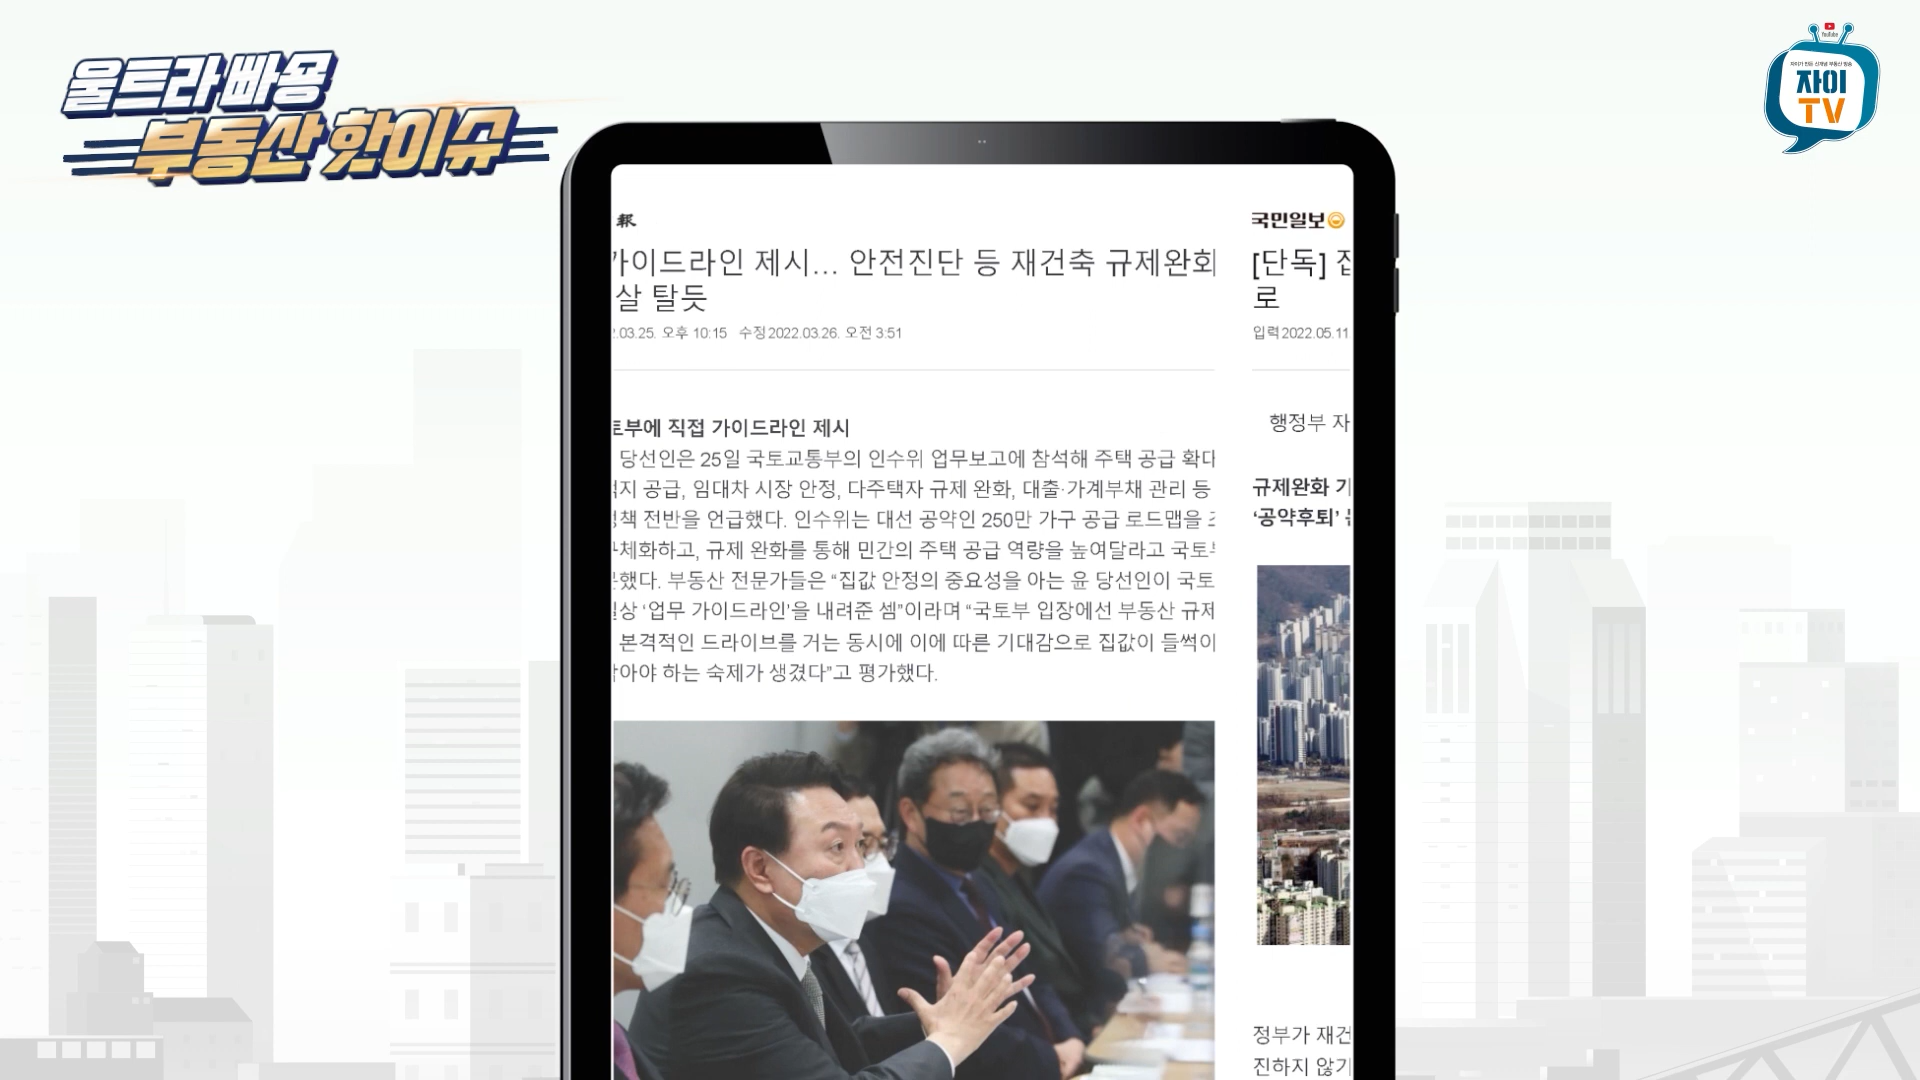 울트라빠숑
부동산 핫이슈
YouTube
자이
TV
報
가이드라인 제시… 안전진단 등 재건축 규제완화
살 탈듯
.03.25. 오후 10:15 수정2022.03.26. 오전 3:51
토부에 직접 가이드라인 제시
당선인은 25일 국토교통부의 인수위 업무보고에 참석해 주택 공급 확대
지 공급, 임대차 시장 안정, 다주택자 규제 완화, 대출·가계부채 관리 등
책 전반을 언급했다. 인수위는 대선 공약인 250만 가구 공급 로드맵을
체화하고, 규제 완화를 통해 민간의 주택 공급 역량을 높여달라고 국토
했다. 부동산 전문가들은 “집값 안정의 중요성을 아는 윤 당선인이 국토
상 ‘업무 가이드라인’을 내려준 셈”이라며 “국토부 입장에선 부동산 규제
본격적인 드라이브를 거는 동시에 이에 따른 기대감으로 집값이 들썩이
아야 하는 숙제가 생겼다”고 평가했다.
국민일보
[단독] 집
로
입력2022.05.11
행정부 자
규제완화 기
‘공약후퇴’
정부가 재건
진하지 않기